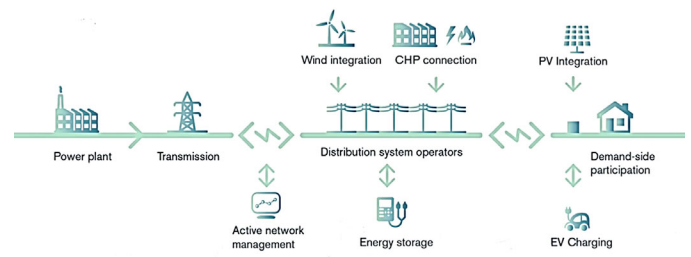 Wind integration
CHP connection
PV Integration
Power plant
Transmission
Distribution system operators
Demand-side
participation
Active network
management
Energy storage
EV Charging